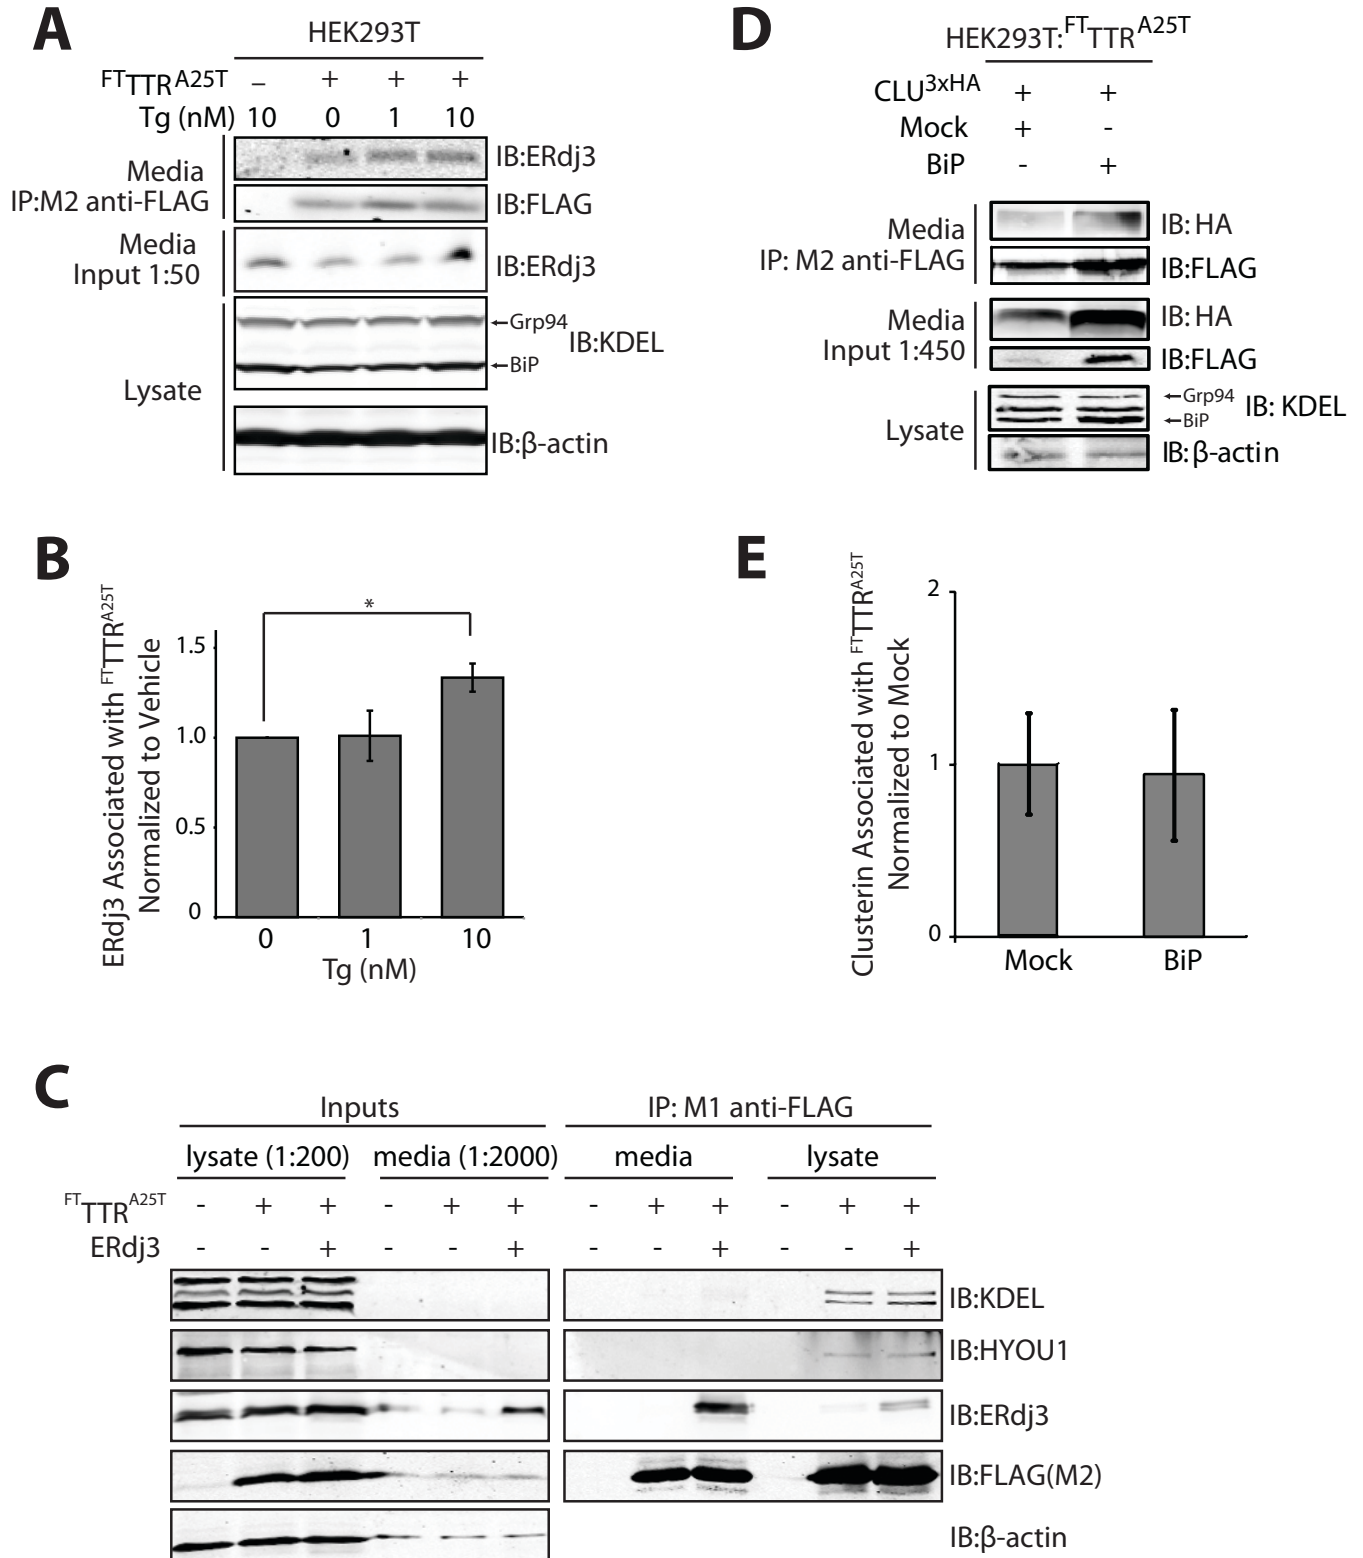 A
HEK293T
FTTTRA25T – + + +
Tg (nM) 10 0 1 10
Media
IP:M2 anti-FLAG
IB:ERdj3
IB:FLAG
Media
Input 1:50
IB:ERdj3
Lysate
←Grp94
IB:KDEL
←BiP
IB:β-actin
D
HEK293T:FTTTRA25T
CLU3xHA + +
Mock + -
BiP - +
Media
IP: M2 anti-FLAG
IB: HA
IB:FLAG
Media
Input 1:450
IB: HA
IB:FLAG
Lysate
←Grp94
IB: KDEL
←BiP
IB:β-actin
B
ERdj3 Associated with FTTTRA25T
Normalized to Vehicle
*
1.5
1.0
0.5
0
0 1 10
Tg (nM)
E
Clusterin Associated with FTTTRA25T
Normalized to Mock
2
1
0
Mock BiP
C
Inputs IP: M1 anti-FLAG
lysate (1:200) media (1:2000) media lysate
FTTTRA25T - + + - + + - + + - + +
ERdj3 - - + - - + - - + - - +
IB:KDEL
IB:HYOU1
IB:ERdj3
IB:FLAG(M2)
IB:β-actin